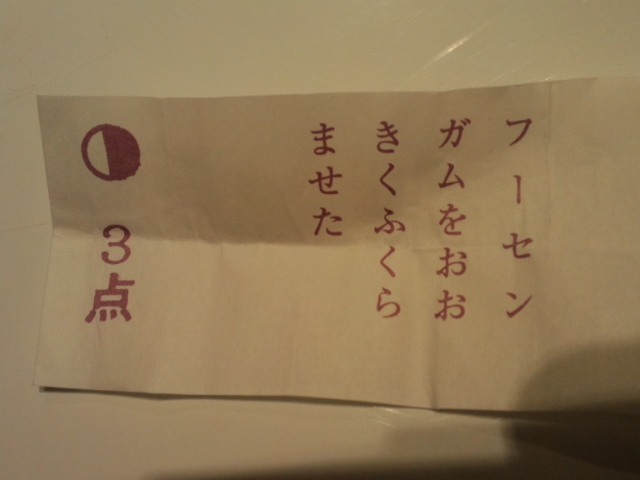 フーセン
ガムをおお
きくふくら
ませた
3点